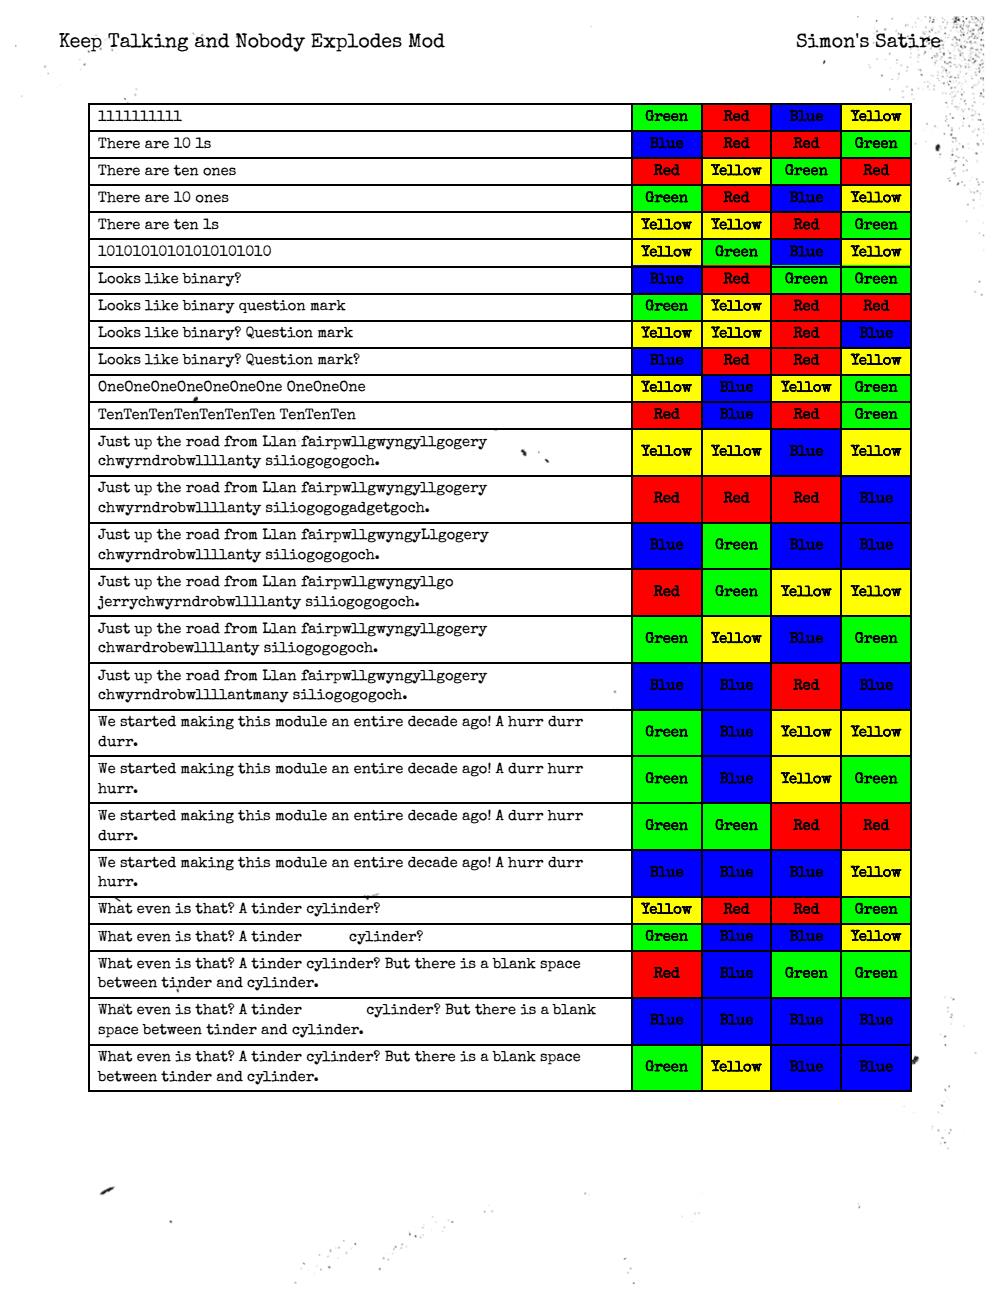 Keep Talking and Nobody Explodes Mod Simon's Satire
1111111111 Green Red Blue Yellow
There are 10 1s Blue Red Red Green
There are ten ones Red Yellow Green Red
There are 10 ones Green Red Blue Yellow
There are ten 1s Yellow Yellow Red Green
10101010101010101010 Yellow Green Blue Yellow
Looks like binary? Blue Red Green Green
Looks like binary question mark Green Yellow Red Red
Looks like binary? Question mark Yellow Yellow Red Blue
Looks like binary? Question mark? Blue Red Red Yellow
OneOneOneOneOneOneOne OneOneOne Yellow Blue Yellow Green
TenTenTenTenTenTenTen TenTenTen Red Blue Red Green
Just up the road from Llan fairpwllgwyngyllgogery
chwyrndrobwllllanty siliogogogoch. Yellow Yellow Blue Yellow
Just up the road from Llan fairpwllgwyngyllgogery
chwyrndrobwllllanty siliogogogadgetgoch. Red Red Red Blue
Just up the road from Llan fairpwllgwyngyLlgogery
chwyrndrobwllllanty siliogogogoch. Blue Green Blue Blue
Just up the road from Llan fairpwllgwyngyllgo
jerrychwyrndrobwllllanty siliogogogoch. Red Green Yellow Yellow
Just up the road from Llan fairpwllgwyngyllgogery
chwardrobewllllanty siliogogogoch. Green Yellow Blue Green
Just up the road from Llan fairpwllgwyngyllgogery
chwyrndrobwllllantmany siliogogogoch. Blue Blue Red Blue
We started making this module an entire decade ago! A hurr durr
durr. Green Blue Yellow Yellow
We started making this module an entire decade ago! A durr hurr
hurr. Green Blue Yellow Green
We started making this module an entire decade ago! A durr hurr
durr. Green Green Red Red
We started making this module an entire decade ago! A hurr durr
hurr. Blue Blue Blue Yellow
What even is that? A tinder cylinder? Yellow Red Red Green
What even is that? A tinder cylinder? Green Blue Blue Yellow
What even is that? A tinder cylinder? But there is a blank space
between tinder and cylinder. Red Blue Green Green
What even is that? A tinder cylinder? But there is a blank
space between tinder and cylinder. Blue Blue Blue Blue
What even is that? A tinder cylinder? But there is a blank space
between tinder and cylinder. Green Yellow Blue Blue